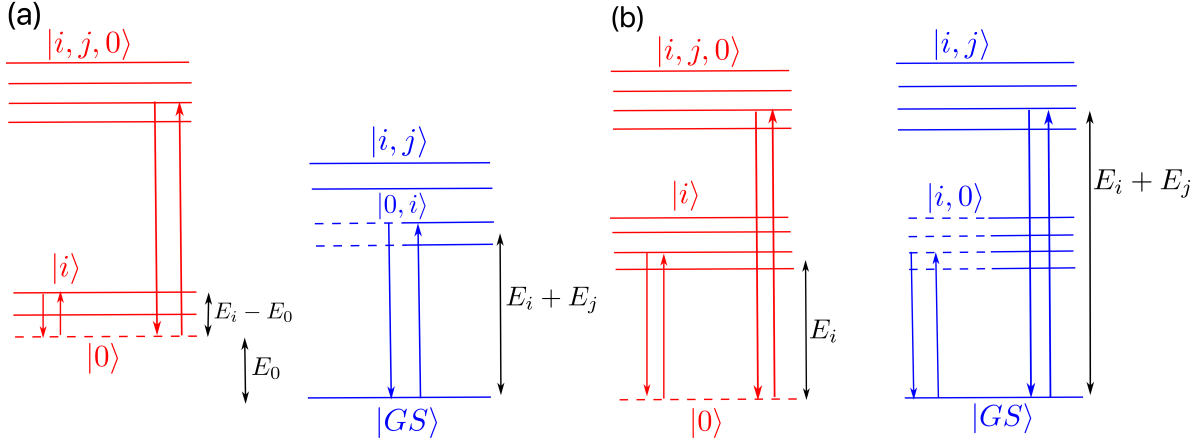 (a)
|i, j, 0⟩
|i, j⟩
|0, i⟩
|i⟩
E_i − E_0
E_i + E_j
|0⟩
E_0
|GS⟩
(b)
|i, j, 0⟩
|i, j⟩
E_i + E_j
|i⟩
|i, 0⟩
E_i
|0⟩
|GS⟩